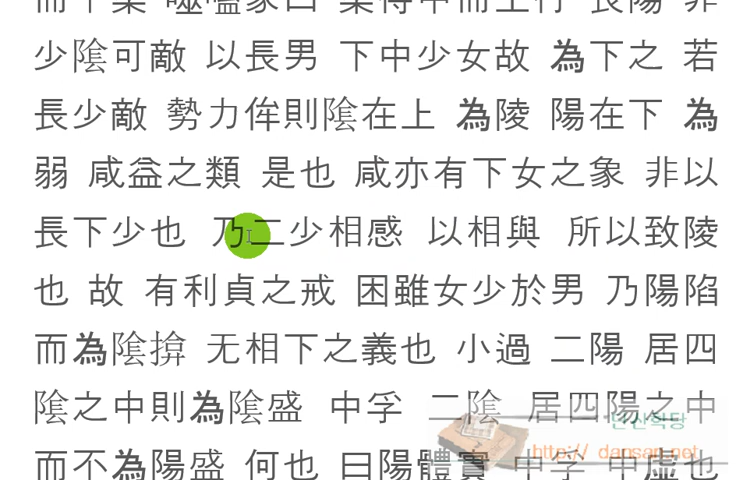 少陰可敵 以長男 下中少女故 為下之 若
長少敵 勢力侔則陰在上 為陵 陽在下 為
弱 咸益之類 是也 咸亦有下女之象 非以
長下少也 乃二少相感 以相與 所以致陵
也 故 有利貞之戒 困雖女少於男 乃陽陷
而為陰揜 无相下之義也 小過 二陽 居四
陰之中則為陰盛 中孚 二陰 居四陽之中
而不為陽盛 何也 曰陽體實 中孚 中虛也
http:// dansan.net